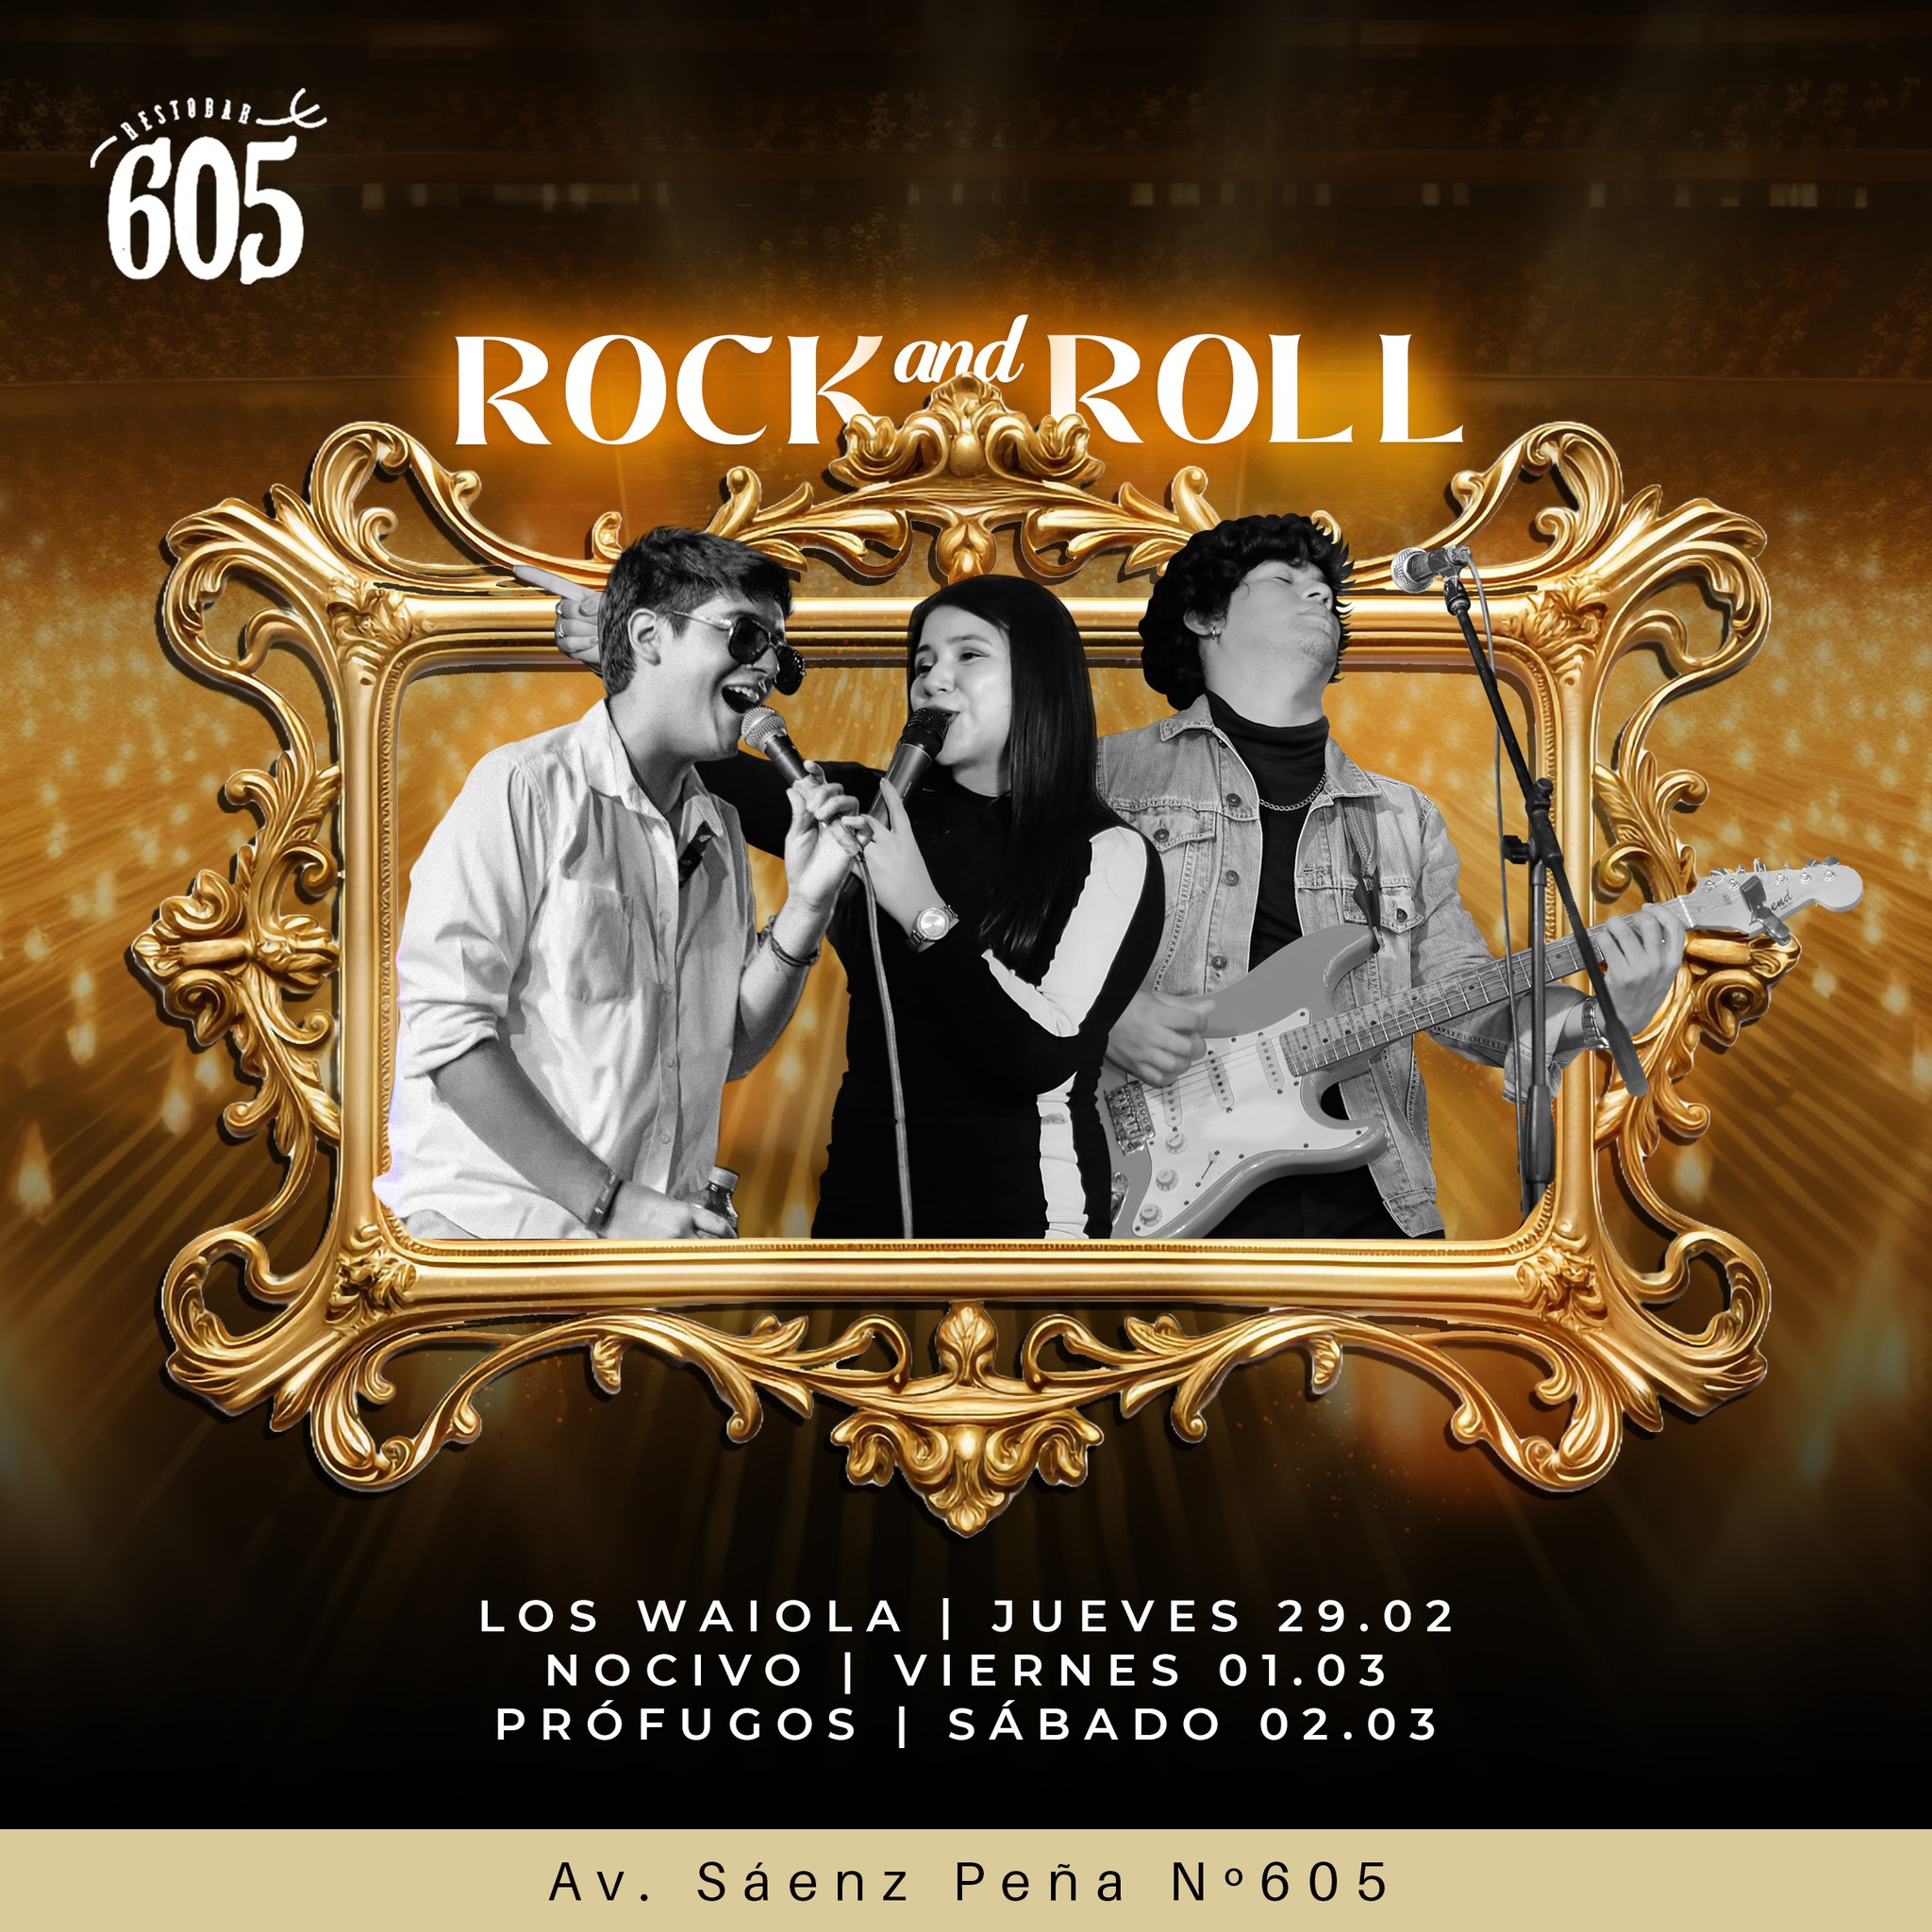 RESTOBAR
605
ROCK and ROLL
LOS WAIOLA | JUEVES 29.02
NOCIVO | VIERNES 01.03
PRÓFUGOS | SÁBADO 02.03
Av. Sáenz Peña Nº605